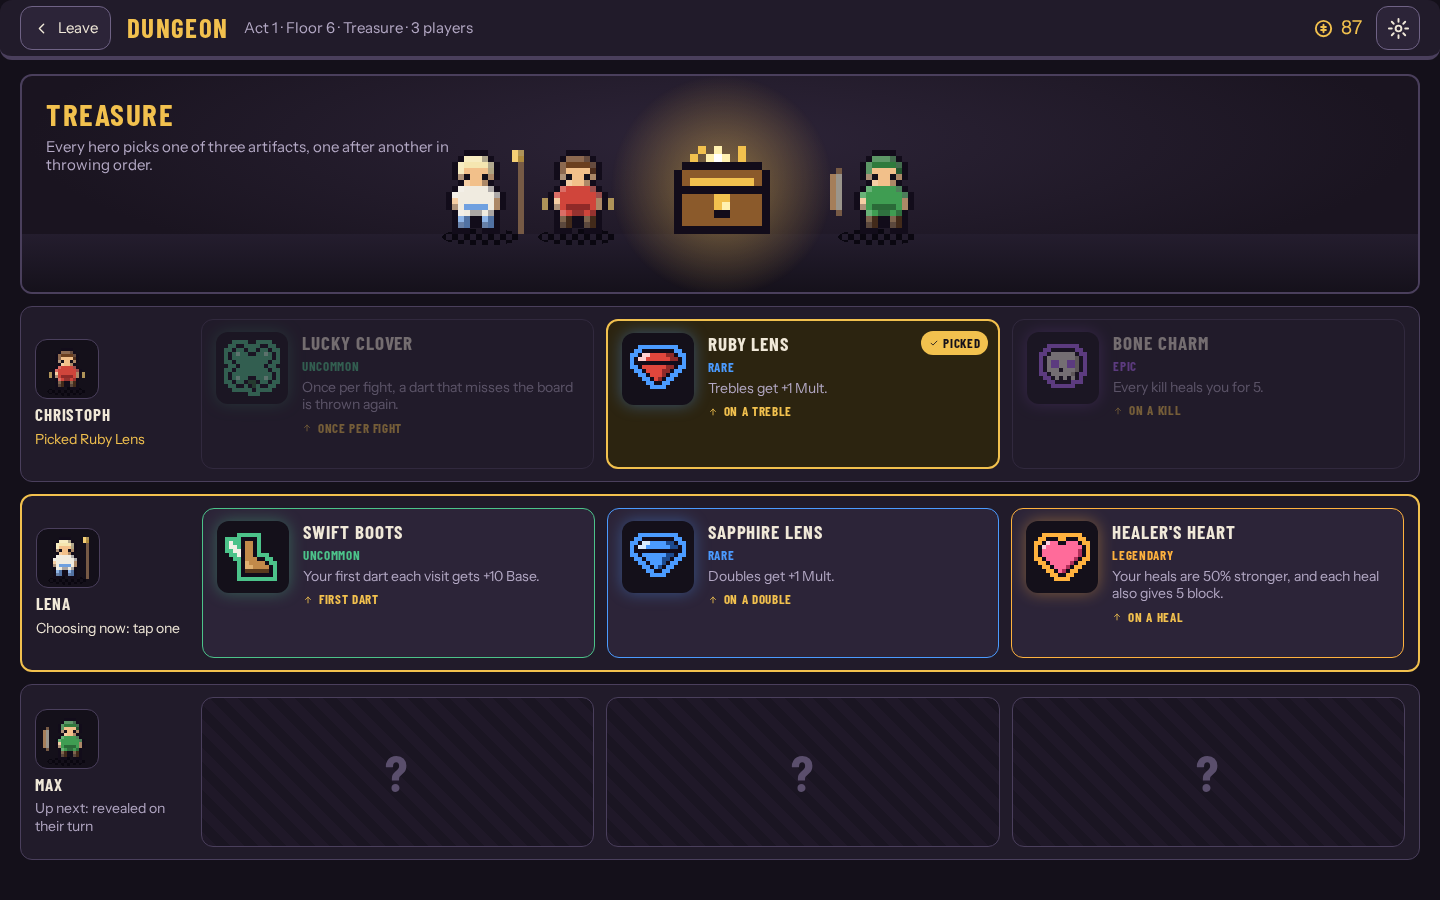 Leave
DUNGEON
Act 1 · Floor 6 · Treasure · 3 players
87
TREASURE
Every hero picks one of three artifacts, one after another in
throwing order.
CHRISTOPH
Picked Ruby Lens
LUCKY CLOVER
UNCOMMON
Once per fight, a dart that misses the board
is thrown again.
↑ ONCE PER FIGHT
RUBY LENS
✓ PICKED
RARE
Trebles get +1 Mult.
↑ ON A TREBLE
BONE CHARM
EPIC
Every kill heals you for 5.
↑ ON A KILL
LENA
Choosing now: tap one
SWIFT BOOTS
UNCOMMON
Your first dart each visit gets +10 Base.
↑ FIRST DART
SAPPHIRE LENS
RARE
Doubles get +1 Mult.
↑ ON A DOUBLE
HEALER'S HEART
LEGENDARY
Your heals are 50% stronger, and each heal
also gives 5 block.
↑ ON A HEAL
MAX
Up next: revealed on
their turn
?
?
?